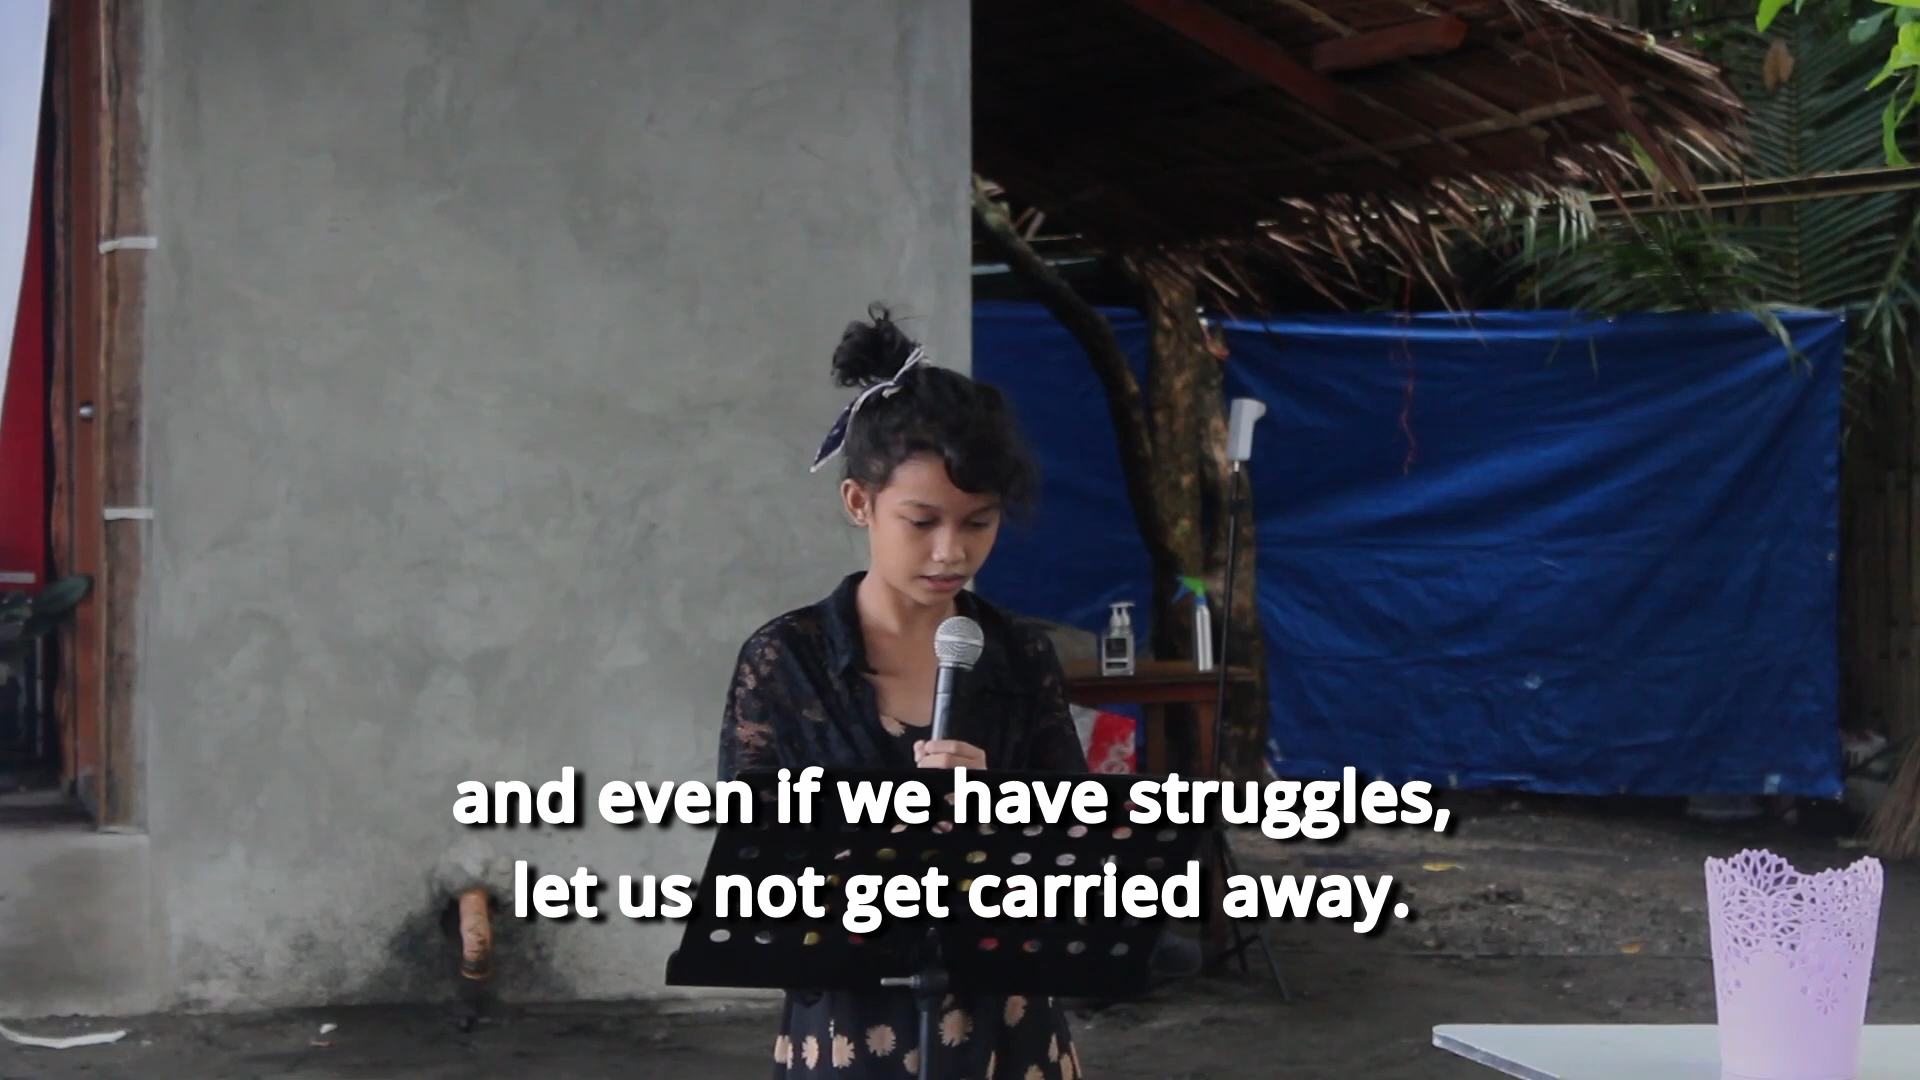 and even if we have struggles,
let us not get carried away.